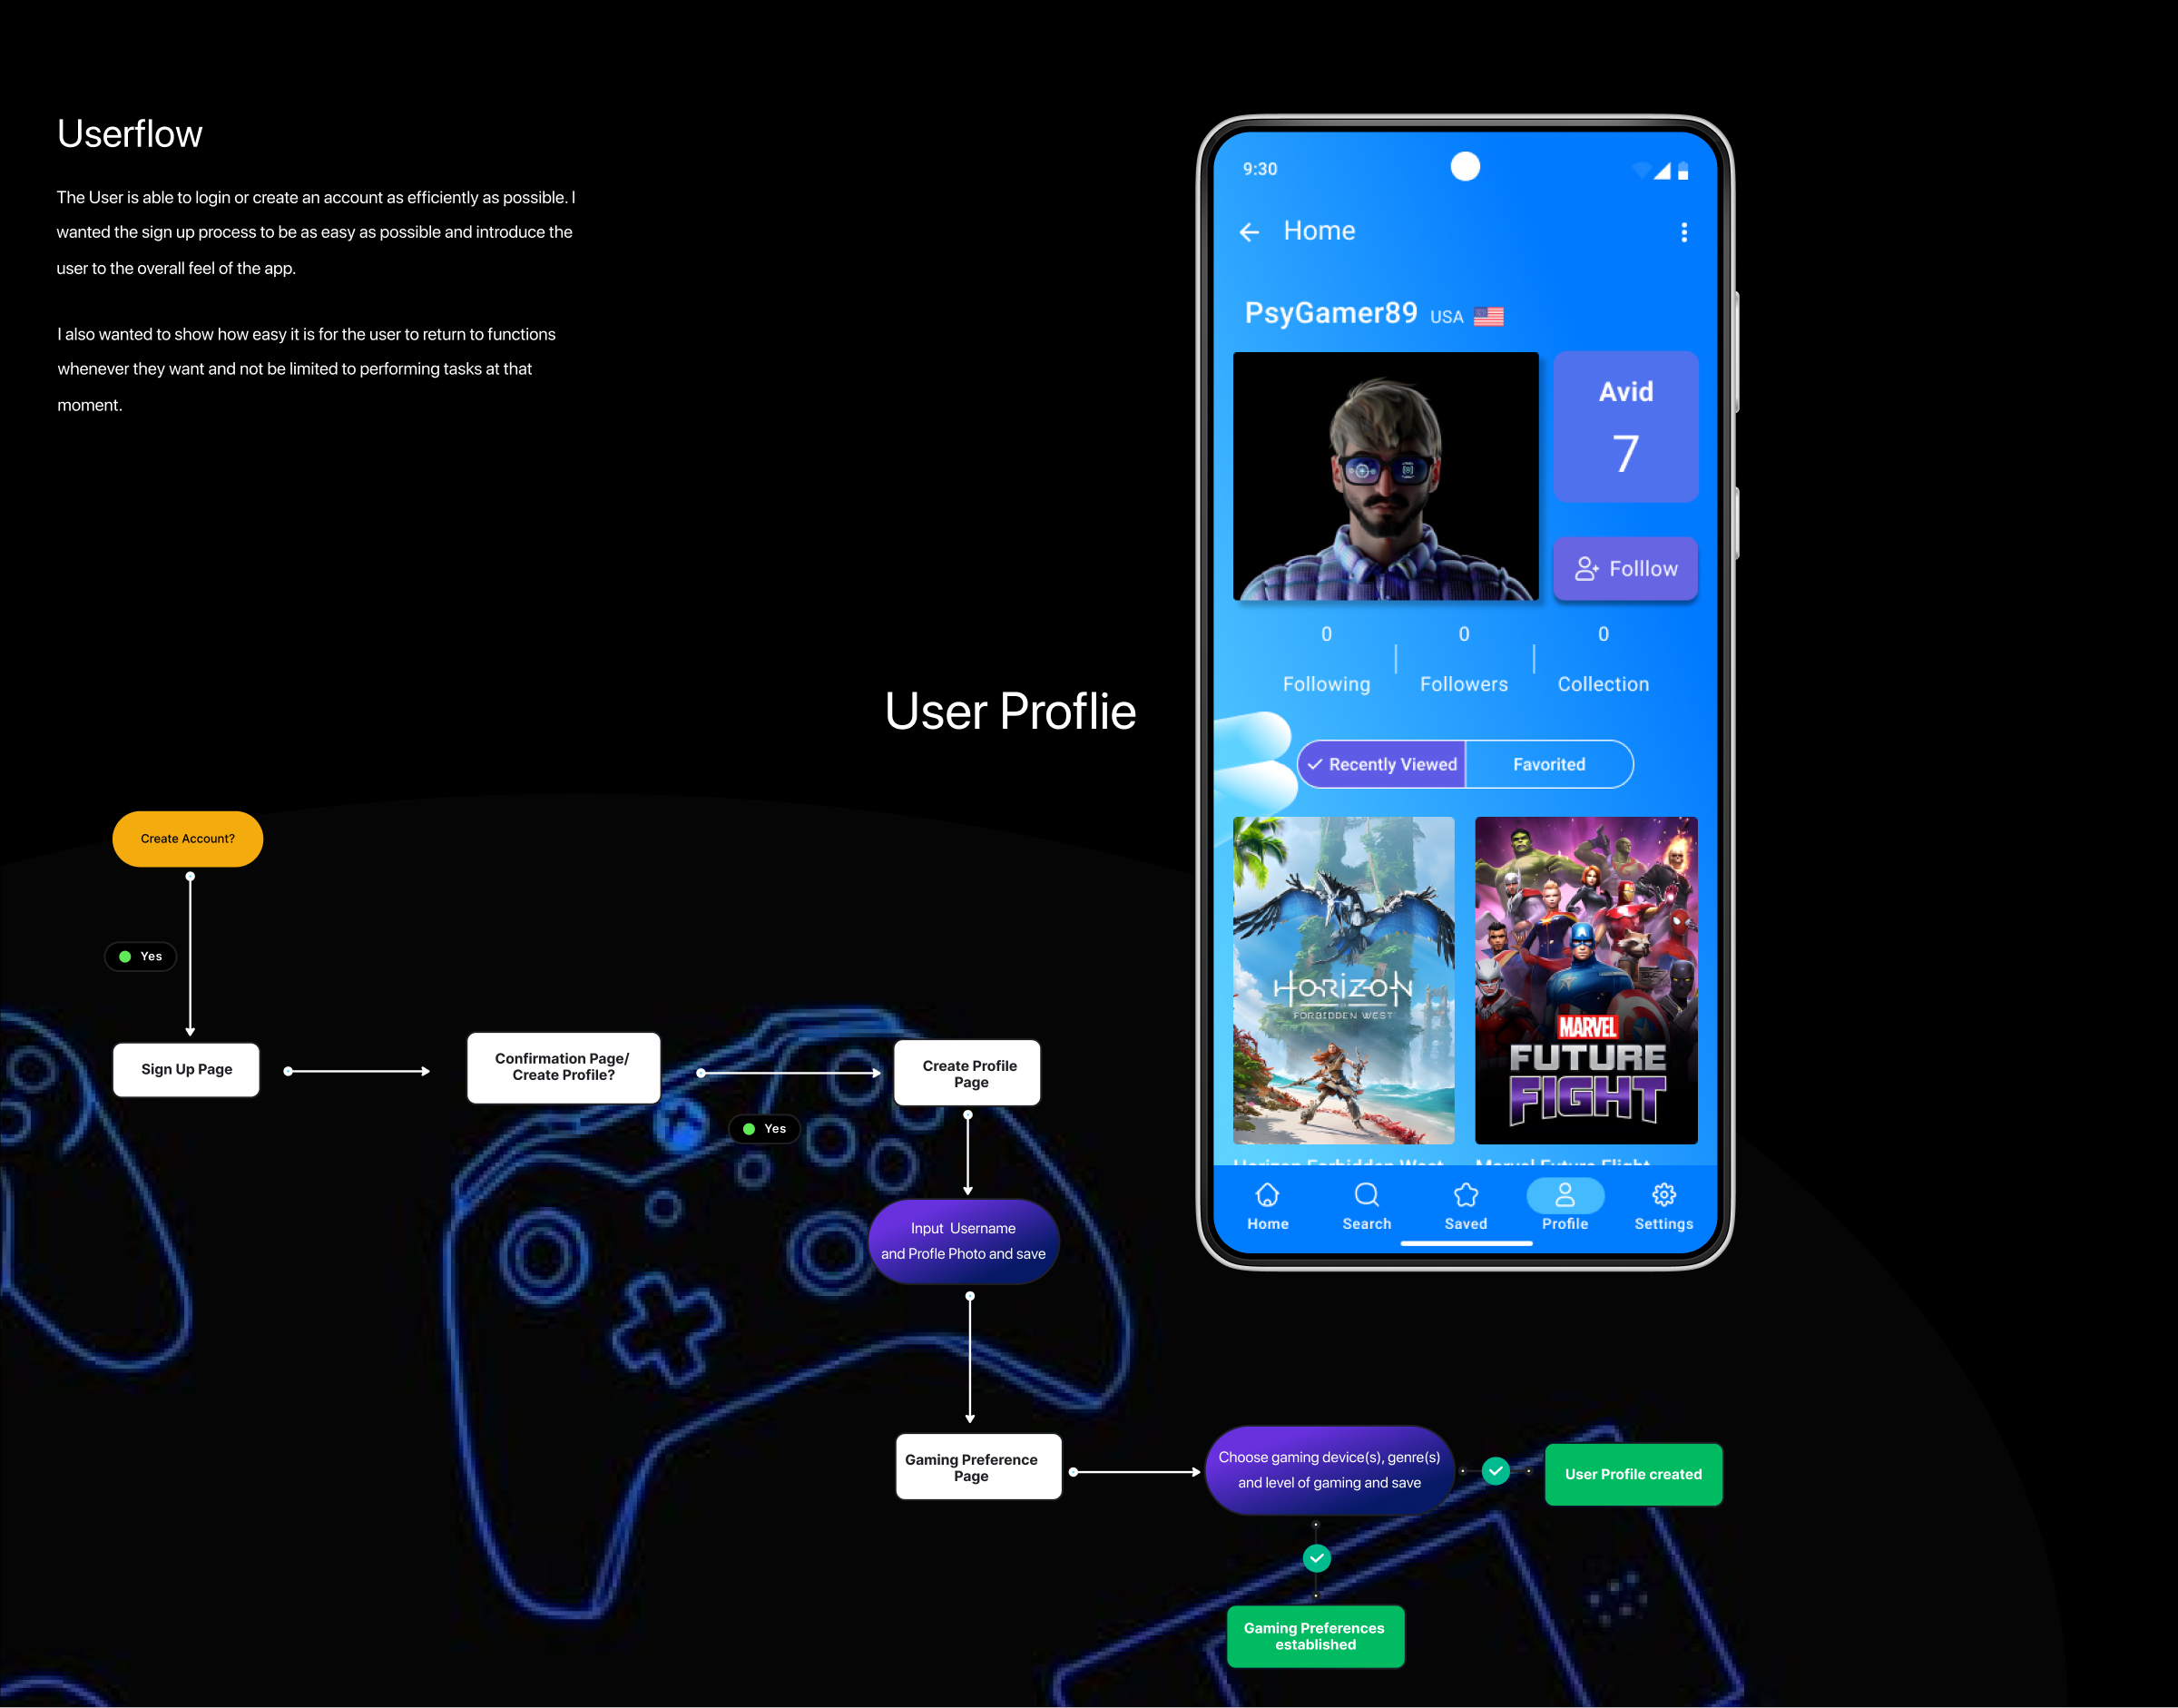 Userflow
The User is able to login or create an account as efficiently as possible. I
wanted the sign up process to be as easy as possible and introduce the
user to the overall feel of the app.
I also wanted to show how easy it is for the user to return to functions
whenever they want and not be limited to performing tasks at that
moment.
User Proflie
9:30
Home
PsyGamer89 USA
Avid
7
Folllow
0
Following
0
Followers
0
Collection
Recently Viewed
Favorited
HORIZON
FORBIDDEN WEST
MARVEL
FUTURE
FIGHT
Horizon Forbidden West
Marvel Future Flight
Home
Search
Saved
Profile
Settings
Create Account?
Yes
Sign Up Page
Confirmation Page/
Create Profile?
Yes
Create Profile
Page
Input Username
and Profle Photo and save
Gaming Preference
Page
Choose gaming device(s), genre(s)
and level of gaming and save
User Profile created
Gaming Preferences
established